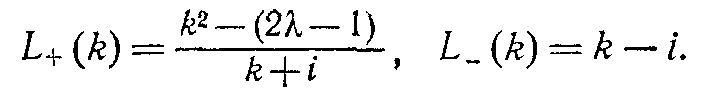 L₊(k) = (k² − (2λ − 1)) / (k + i), L₋(k) = k − i.